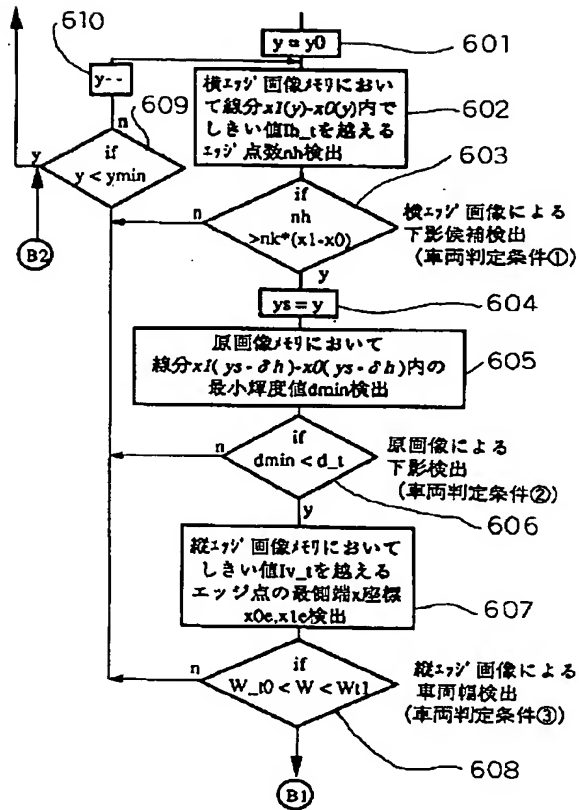 610
y = y0
601
y--
横エッジ画像メモリにおい
て線分x1(y)-x0(y)内で
しきい値Ih_tを越える
エッジ点数nh検出
602
609
n
if
y < ymin
y
603
if
nh
>nk*(x1-x0)
n
y
横エッジ画像による
下影候補検出
(車両判定条件①)
B2
ys = y
604
原画像メモリにおいて
線分x1(ys-δh)-x0(ys-δh)内の
最小輝度値dmin検出
605
if
dmin < d_t
n
y
原画像による
下影検出
(車両判定条件②)
606
縦エッジ画像メモリにおいて
しきい値Iv_tを越える
エッジ点の最側端x座標
x0e,x1e検出
607
if
W_t0 < W < Wt1
n
縦エッジ画像による
車両幅検出
(車両判定条件③)
608
y
B1